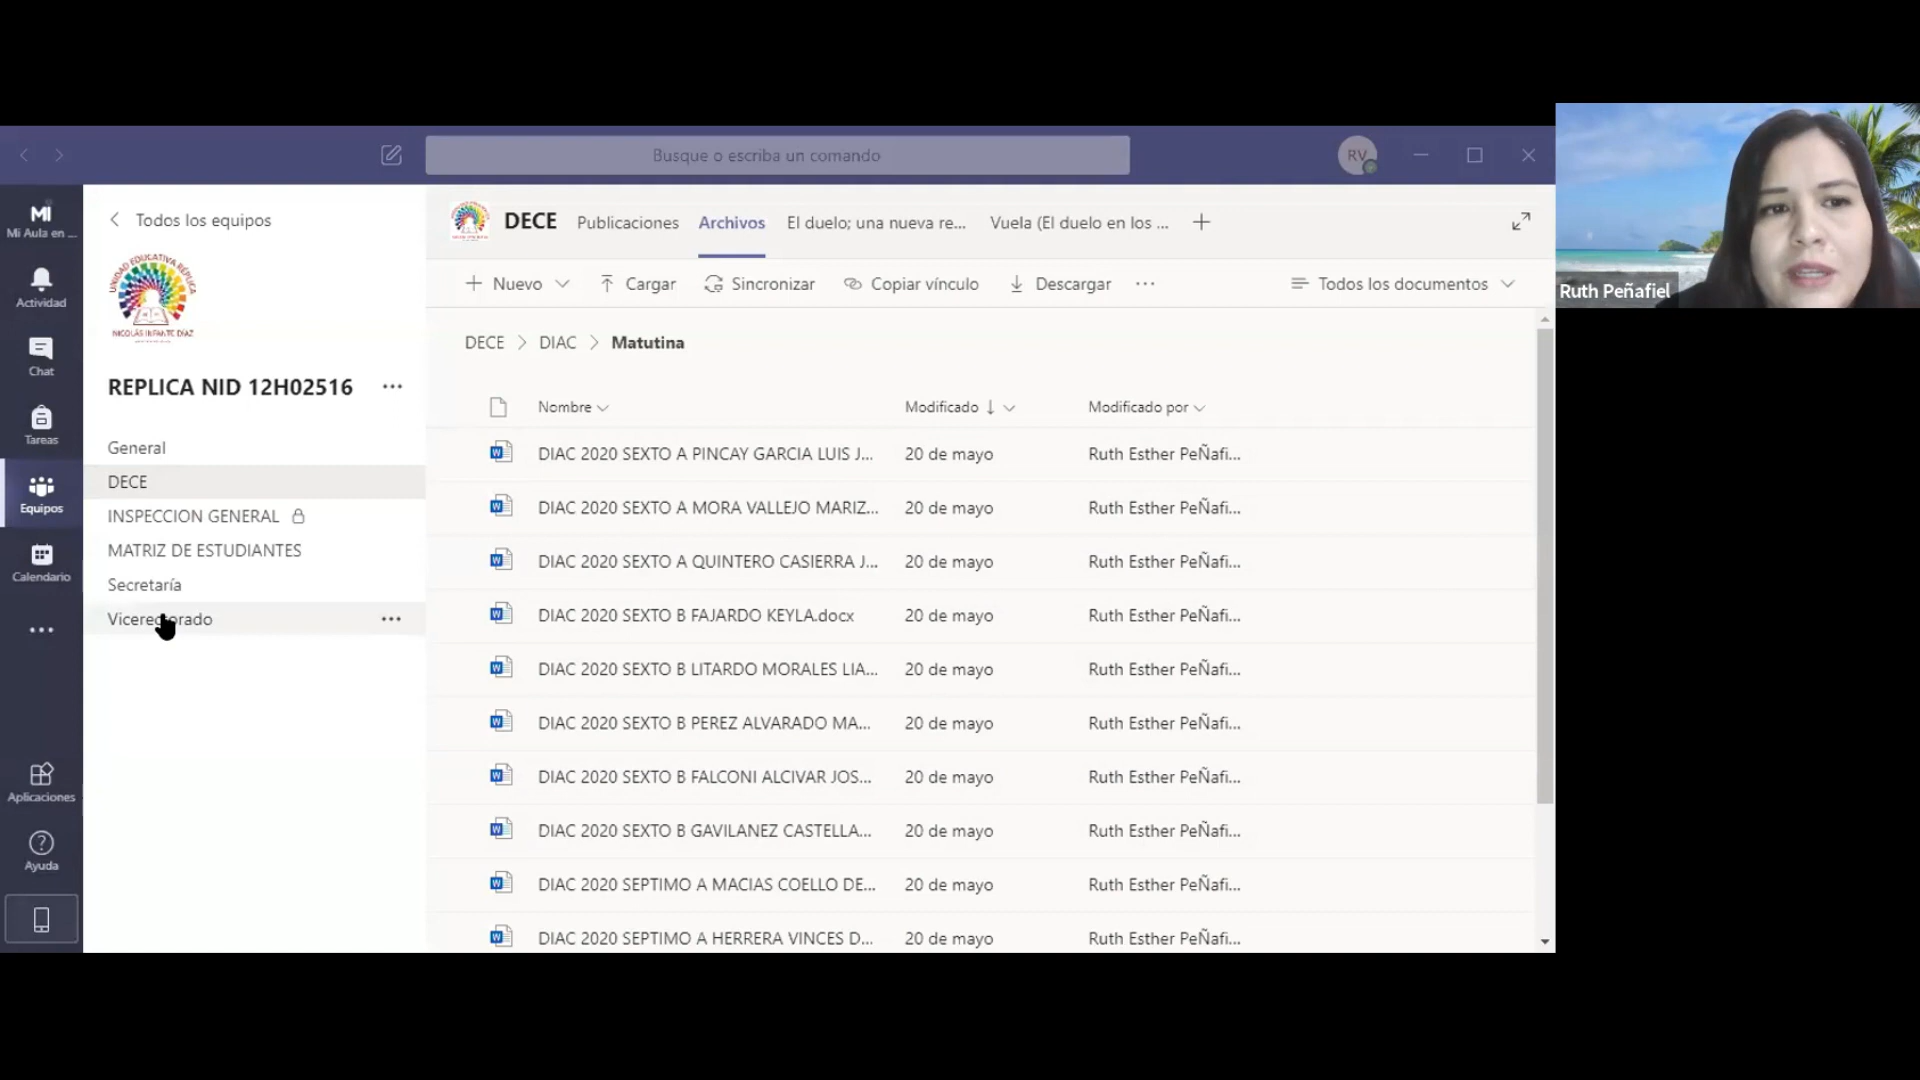 Busque o escriba un comando
RV
Mi Aula en ...
Actividad
Chat
Tareas
Equipos
Calendario
Aplicaciones
Ayuda
Todos los equipos
UNIDAD EDUCATIVA RÉPLICA
NICOLÁS INFANTE DÍAZ
REPLICA NID 12H02516
General
DECE
INSPECCION GENERAL
MATRIZ DE ESTUDIANTES
Secretaría
Vicerectorado
DECE Publicaciones Archivos El duelo; una nueva re... Vuela (El duelo en los ...
Nuevo Cargar Sincronizar Copiar vínculo Descargar Todos los documentos
DECE > DIAC > Matutina
Nombre Modificado Modificado por
DIAC 2020 SEXTO A PINCAY GARCIA LUIS J... 20 de mayo Ruth Esther PeÑafi...
DIAC 2020 SEXTO A MORA VALLEJO MARIZ... 20 de mayo Ruth Esther PeÑafi...
DIAC 2020 SEXTO A QUINTERO CASIERRA J... 20 de mayo Ruth Esther PeÑafi...
DIAC 2020 SEXTO B FAJARDO KEYLA.docx 20 de mayo Ruth Esther PeÑafi...
DIAC 2020 SEXTO B LITARDO MORALES LIA... 20 de mayo Ruth Esther PeÑafi...
DIAC 2020 SEXTO B PEREZ ALVARADO MA... 20 de mayo Ruth Esther PeÑafi...
DIAC 2020 SEXTO B FALCONI ALCIVAR JOS... 20 de mayo Ruth Esther PeÑafi...
DIAC 2020 SEXTO B GAVILANEZ CASTELLA... 20 de mayo Ruth Esther PeÑafi...
DIAC 2020 SEPTIMO A MACIAS COELLO DE... 20 de mayo Ruth Esther PeÑafi...
DIAC 2020 SEPTIMO A HERRERA VINCES D... 20 de mayo Ruth Esther PeÑafi...
Ruth Peñafiel